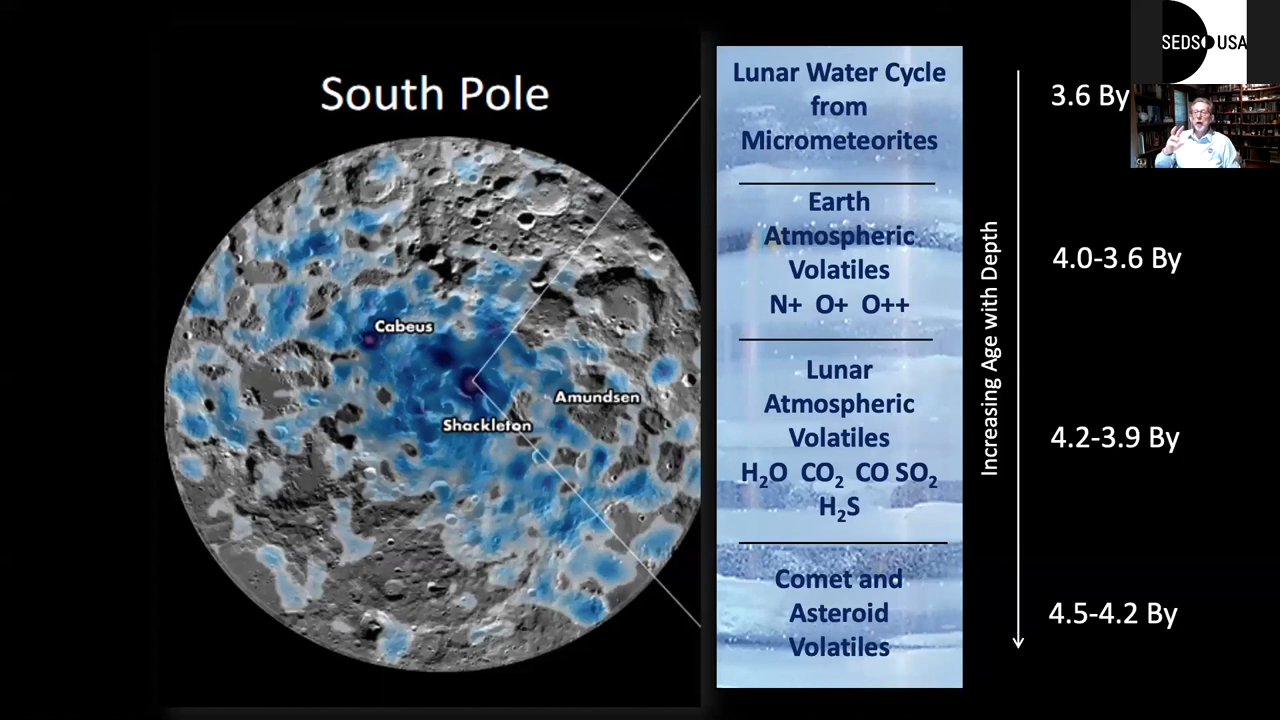 South Pole
Cabeus
Shackleton
Amundsen
Lunar Water Cycle
from
Micrometeorites
Earth
Atmospheric
Volatiles
N+ O+ O++
Lunar
Atmospheric
Volatiles
H₂O CO₂ CO SO₂
H₂S
Comet and
Asteroid
Volatiles
Increasing Age with Depth
3.6 By
4.0-3.6 By
4.2-3.9 By
4.5-4.2 By
SEDS USA